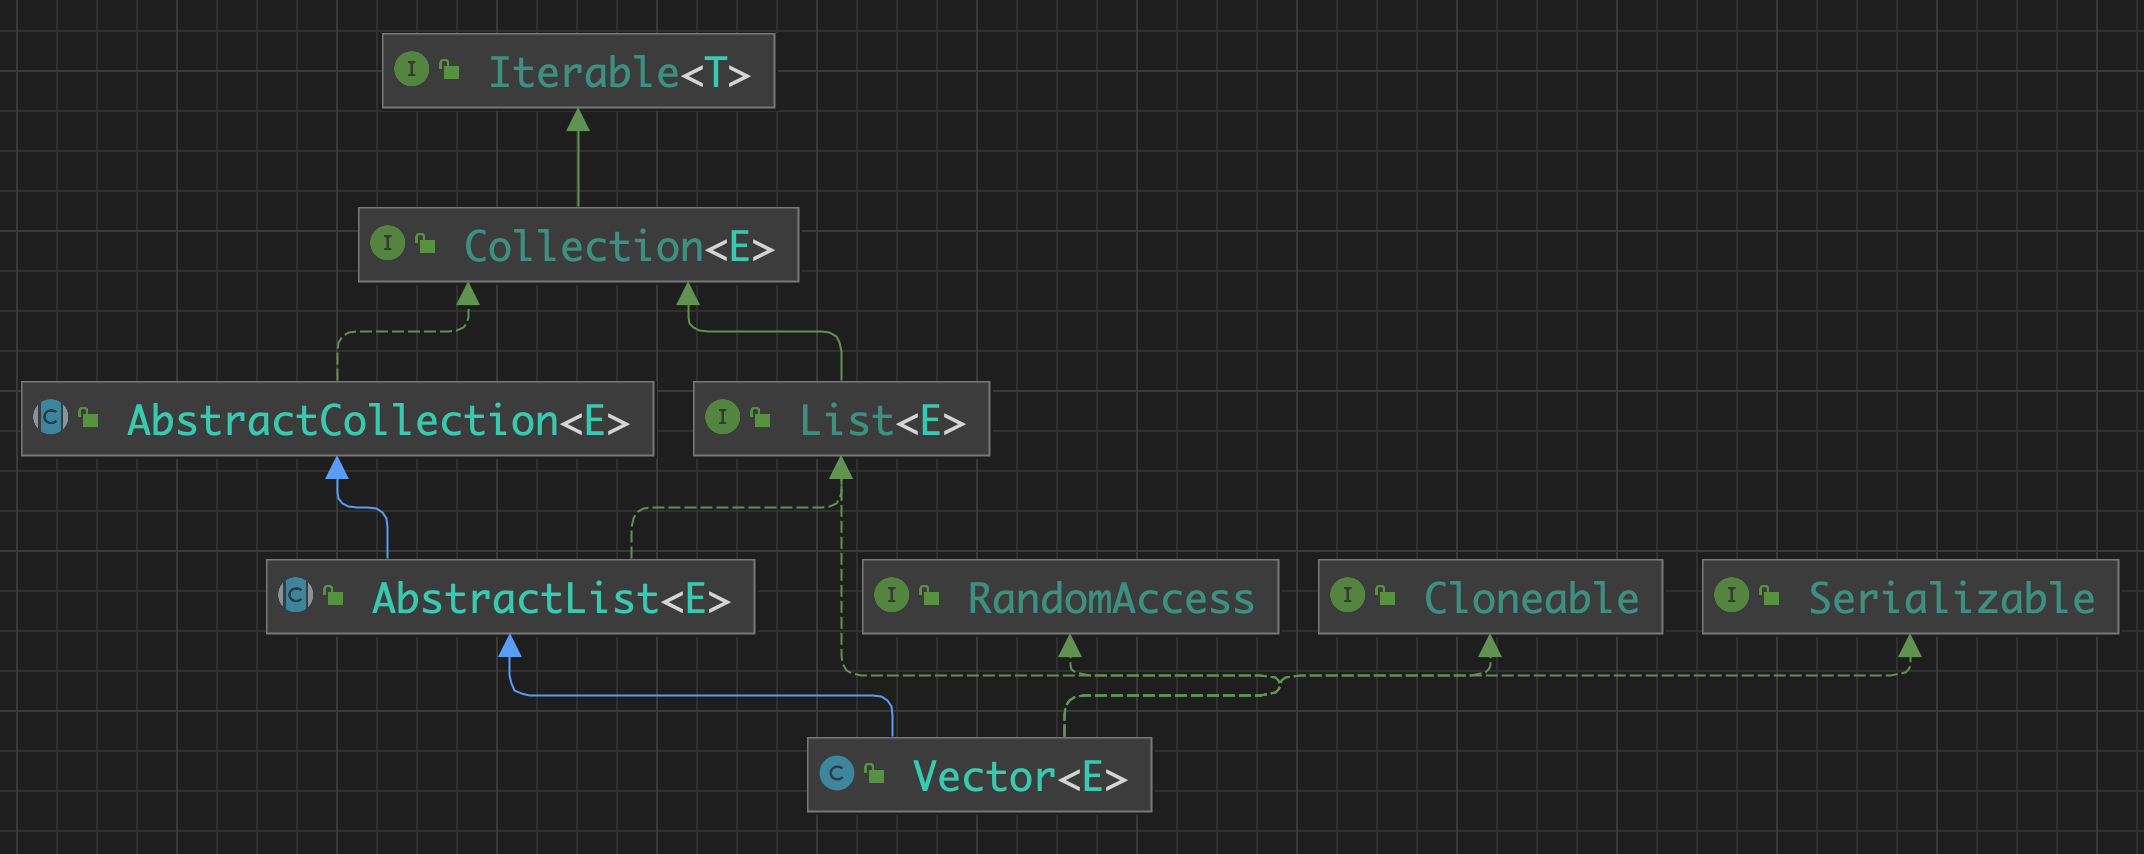 I Iterable<T>
I Collection<E>
C AbstractCollection<E>
I List<E>
C AbstractList<E>
I RandomAccess
I Cloneable
I Serializable
C Vector<E>